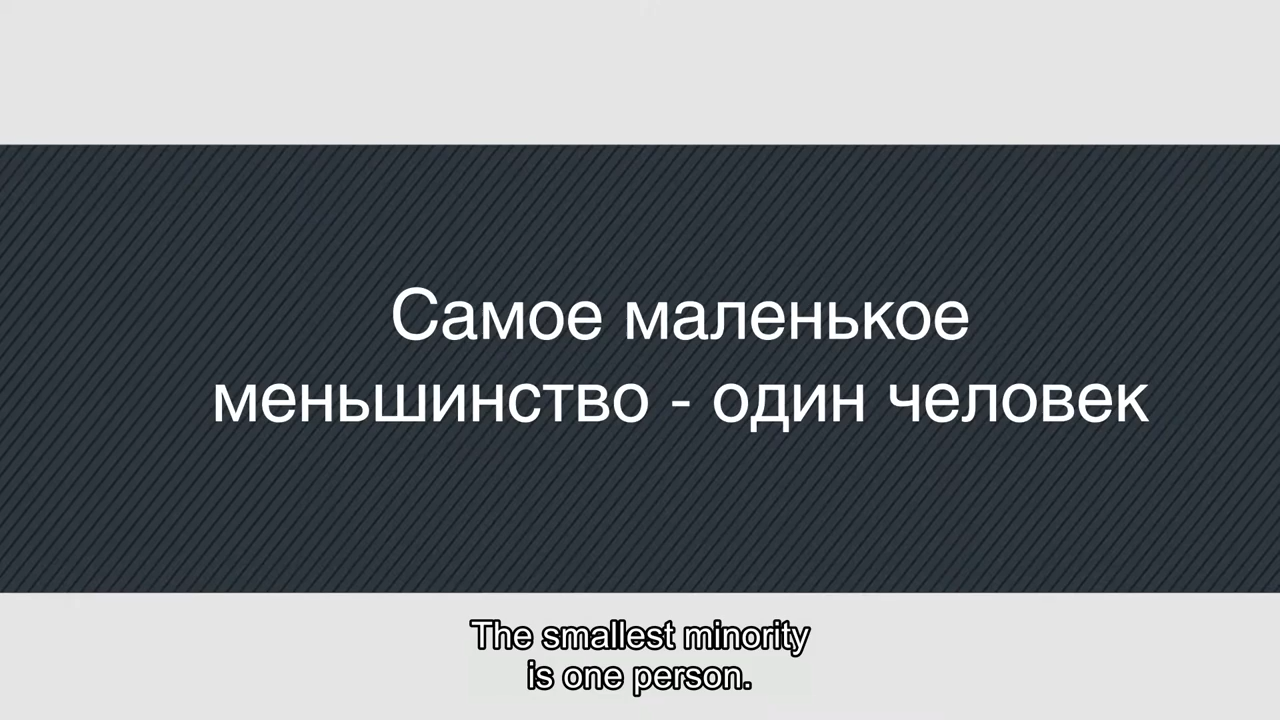 Самое маленькое
меньшинство - один человек
The smallest minority
is one person.